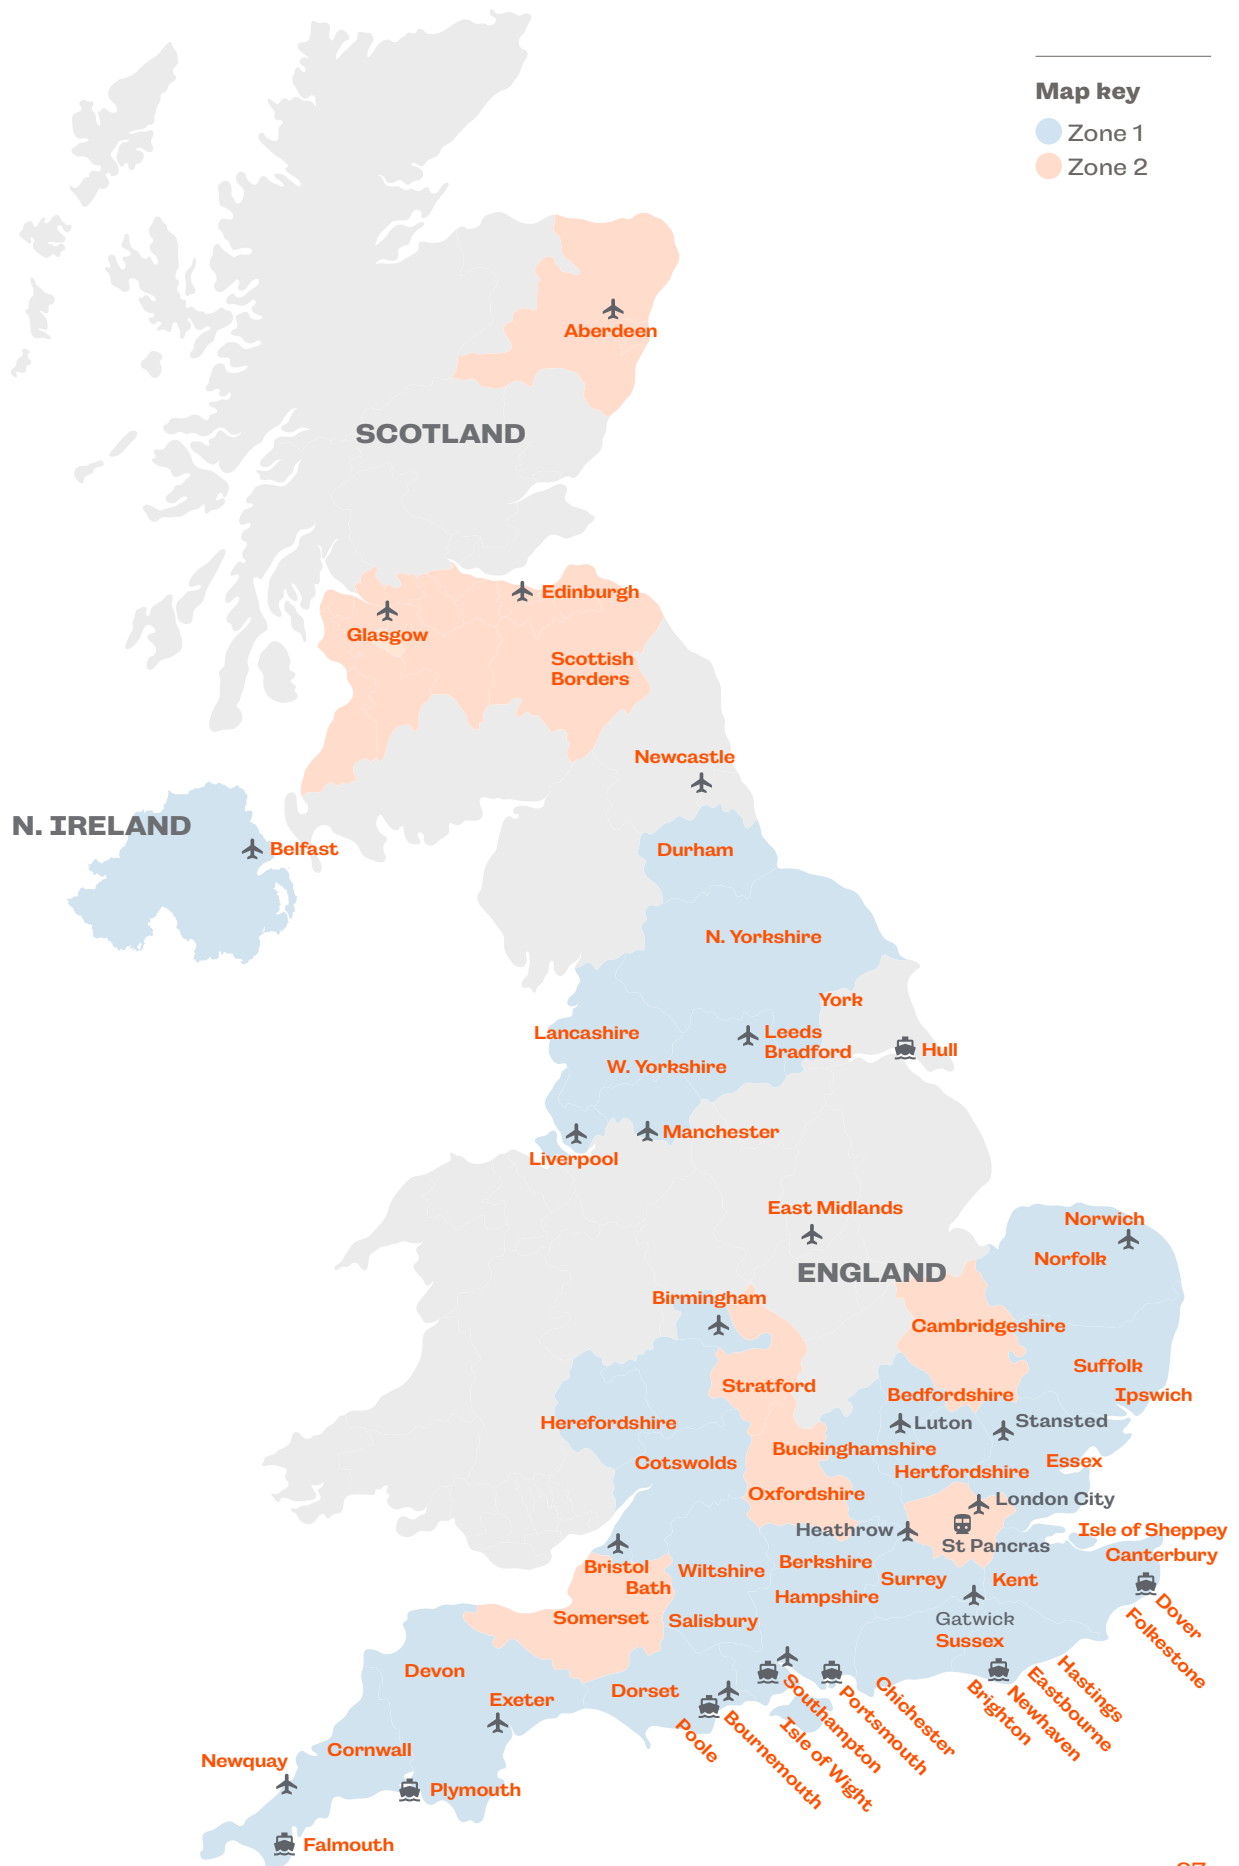 Map key
Zone 1
Zone 2
Aberdeen
SCOTLAND
Edinburgh
Glasgow
Scottish
Borders
Newcastle
N. IRELAND
Belfast
Durham
N. Yorkshire
York
Lancashire
Leeds
Bradford
Hull
W. Yorkshire
Manchester
Liverpool
East Midlands
Norwich
Norfolk
ENGLAND
Birmingham
Cambridgeshire
Suffolk
Stratford
Bedfordshire
Ipswich
Herefordshire
Luton
Stansted
Buckinghamshire
Cotswolds
Essex
Hertfordshire
Oxfordshire
London City
Heathrow
Isle of Sheppey
St Pancras
Canterbury
Bristol
Berkshire
Wiltshire
Surrey
Kent
Bath
Hampshire
Dover
Somerset
Salisbury
Gatwick
Folkestone
Sussex
Devon
Dorset
Exeter
Hastings
Eastbourne
Newhaven
Brighton
Chichester
Portsmouth
Southampton
Isle of Wight
Bournemouth
Poole
Cornwall
Newquay
Plymouth
Falmouth